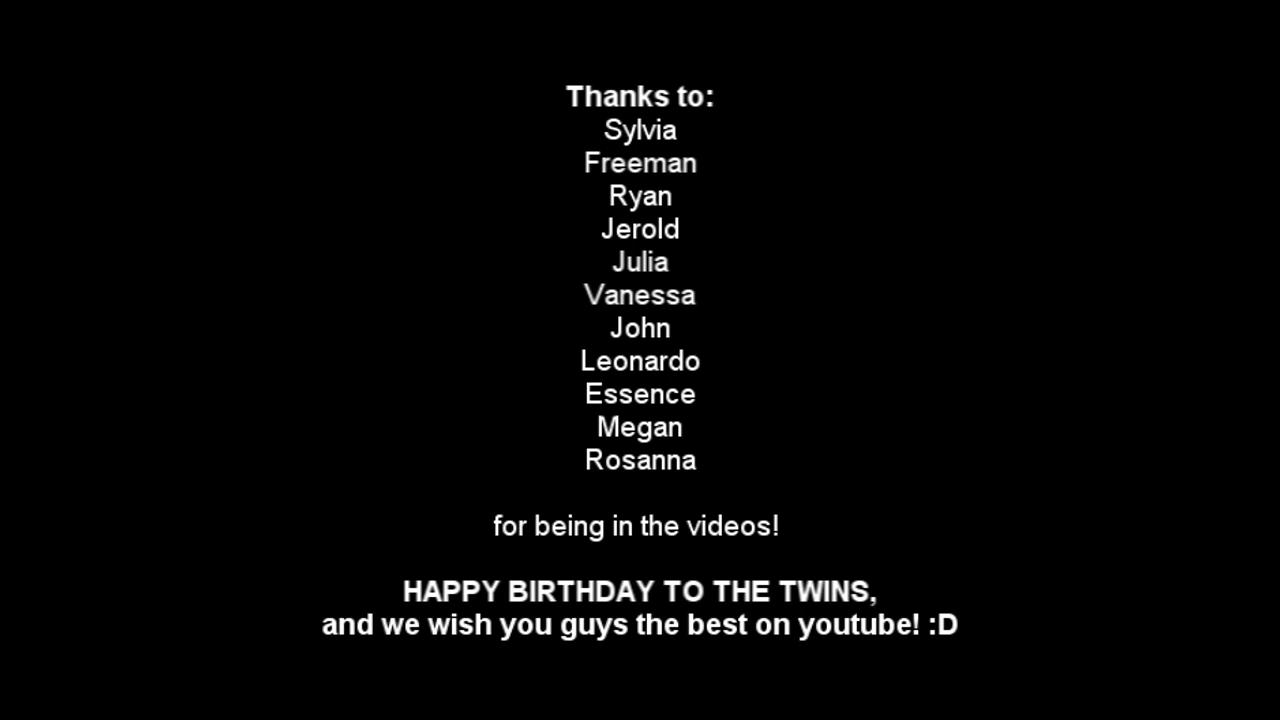 Thanks to:
Sylvia
Freeman
Ryan
Jerold
Julia
Vanessa
John
Leonardo
Essence
Megan
Rosanna
for being in the videos!
HAPPY BIRTHDAY TO THE TWINS,
and we wish you guys the best on youtube! :D